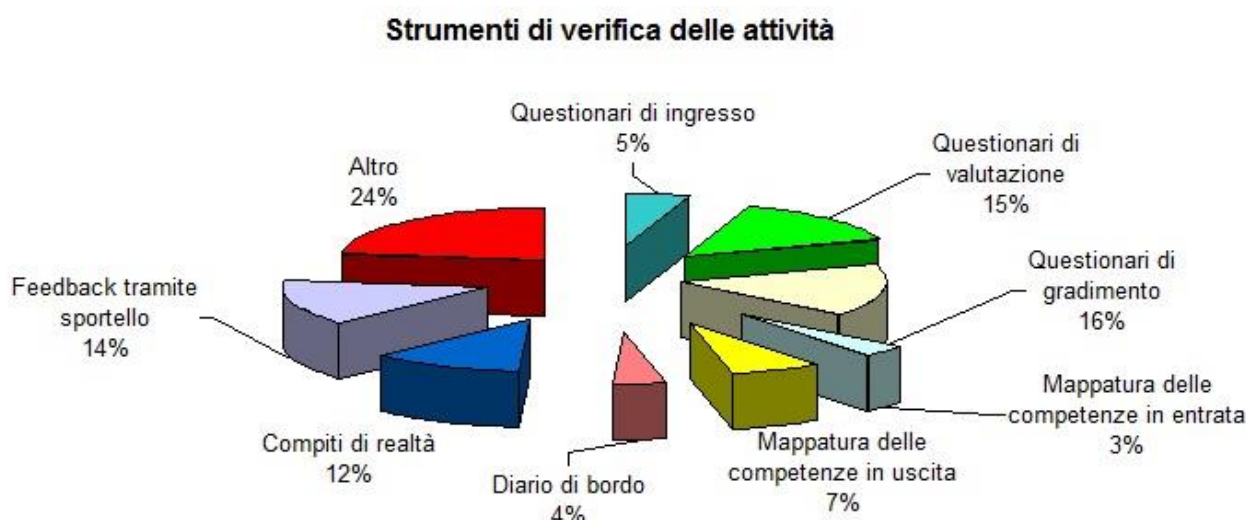 Strumenti di verifica delle attività
Questionari di ingresso
5%
Questionari di
valutazione
15%
Questionari di
gradimento
16%
Mappatura delle
competenze in entrata
3%
Mappatura delle
competenze in uscita
7%
Diario di bordo
4%
Compiti di realtà
12%
Feedback tramite
sportello
14%
Altro
24%